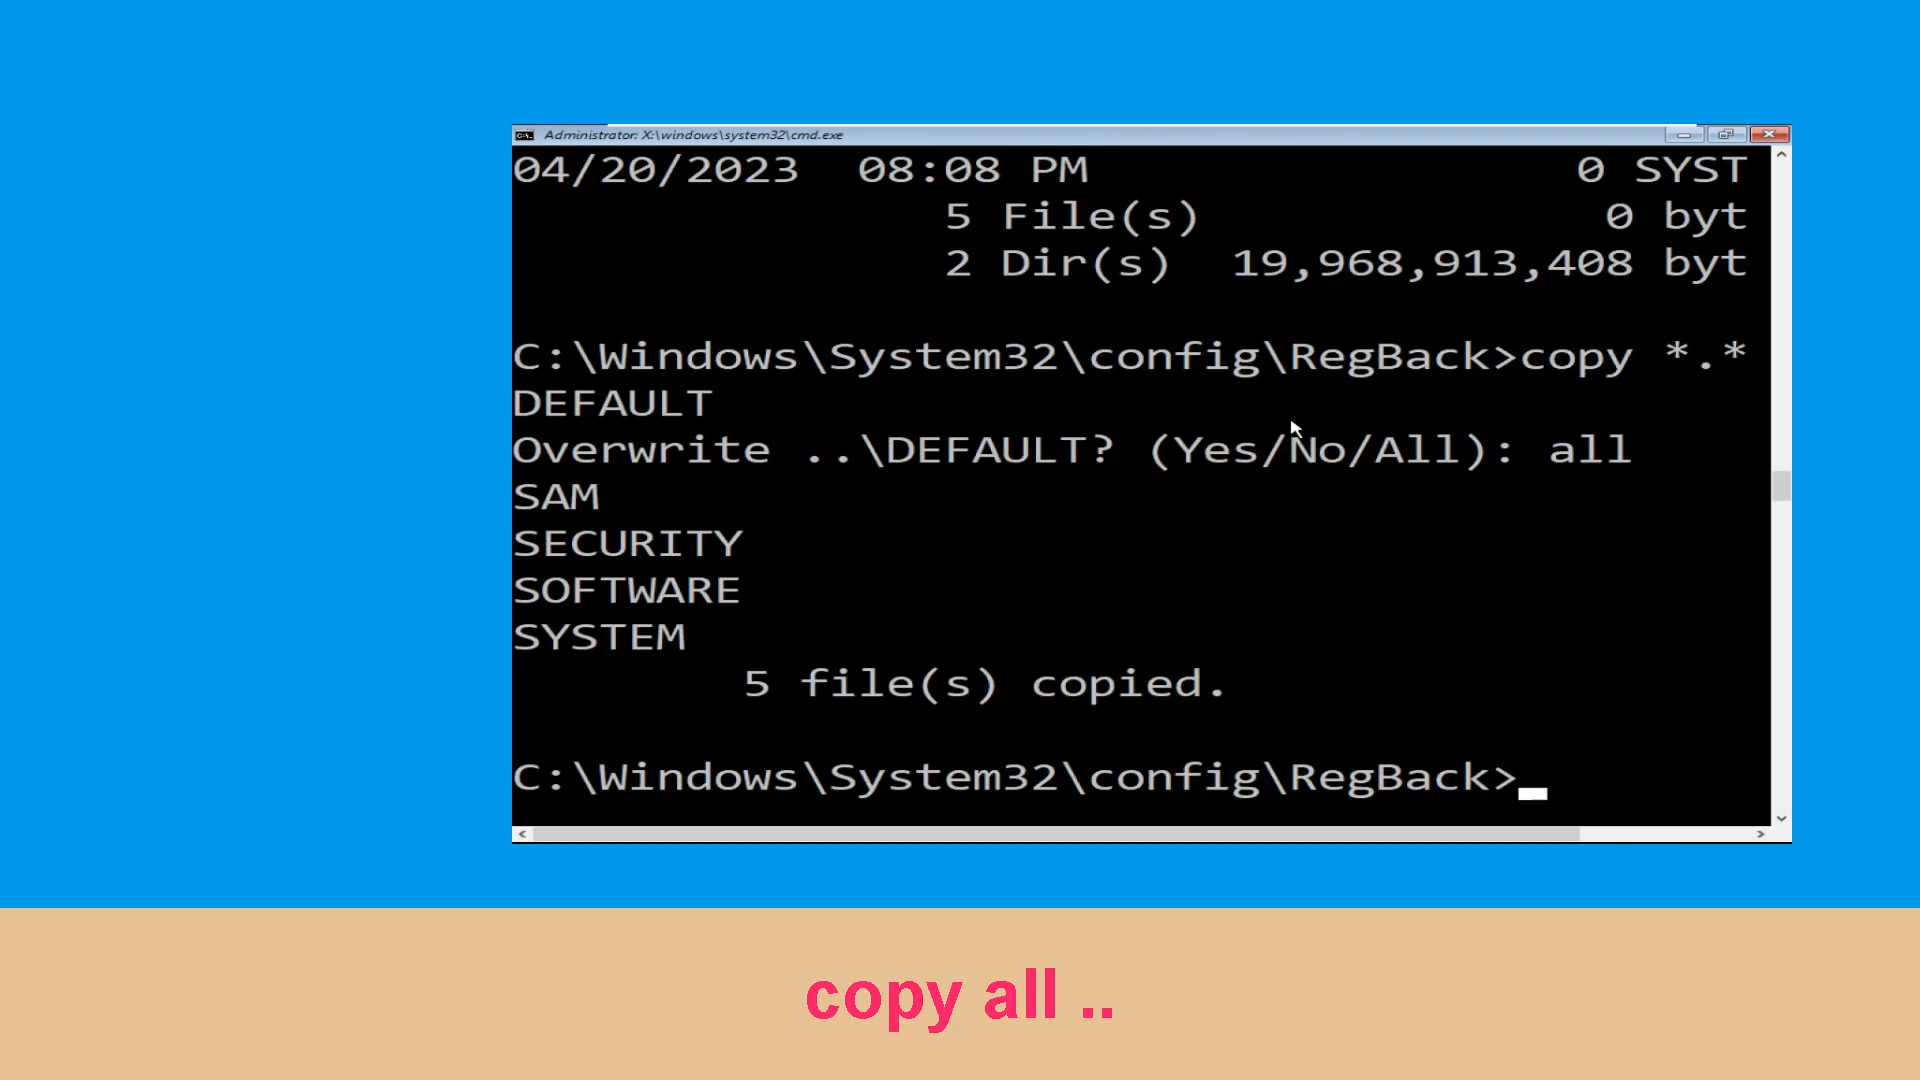 Administrator: X:\windows\system32\cmd.exe
04/20/2023  08:08 PM                 0 SYST
               5 File(s)              0 byt
               2 Dir(s)  19,968,913,408 byt
C:\Windows\System32\config\RegBack>copy *.*
DEFAULT
Overwrite ..\DEFAULT? (Yes/No/All): all
SAM
SECURITY
SOFTWARE
SYSTEM
        5 file(s) copied.
C:\Windows\System32\config\RegBack>
copy all ..